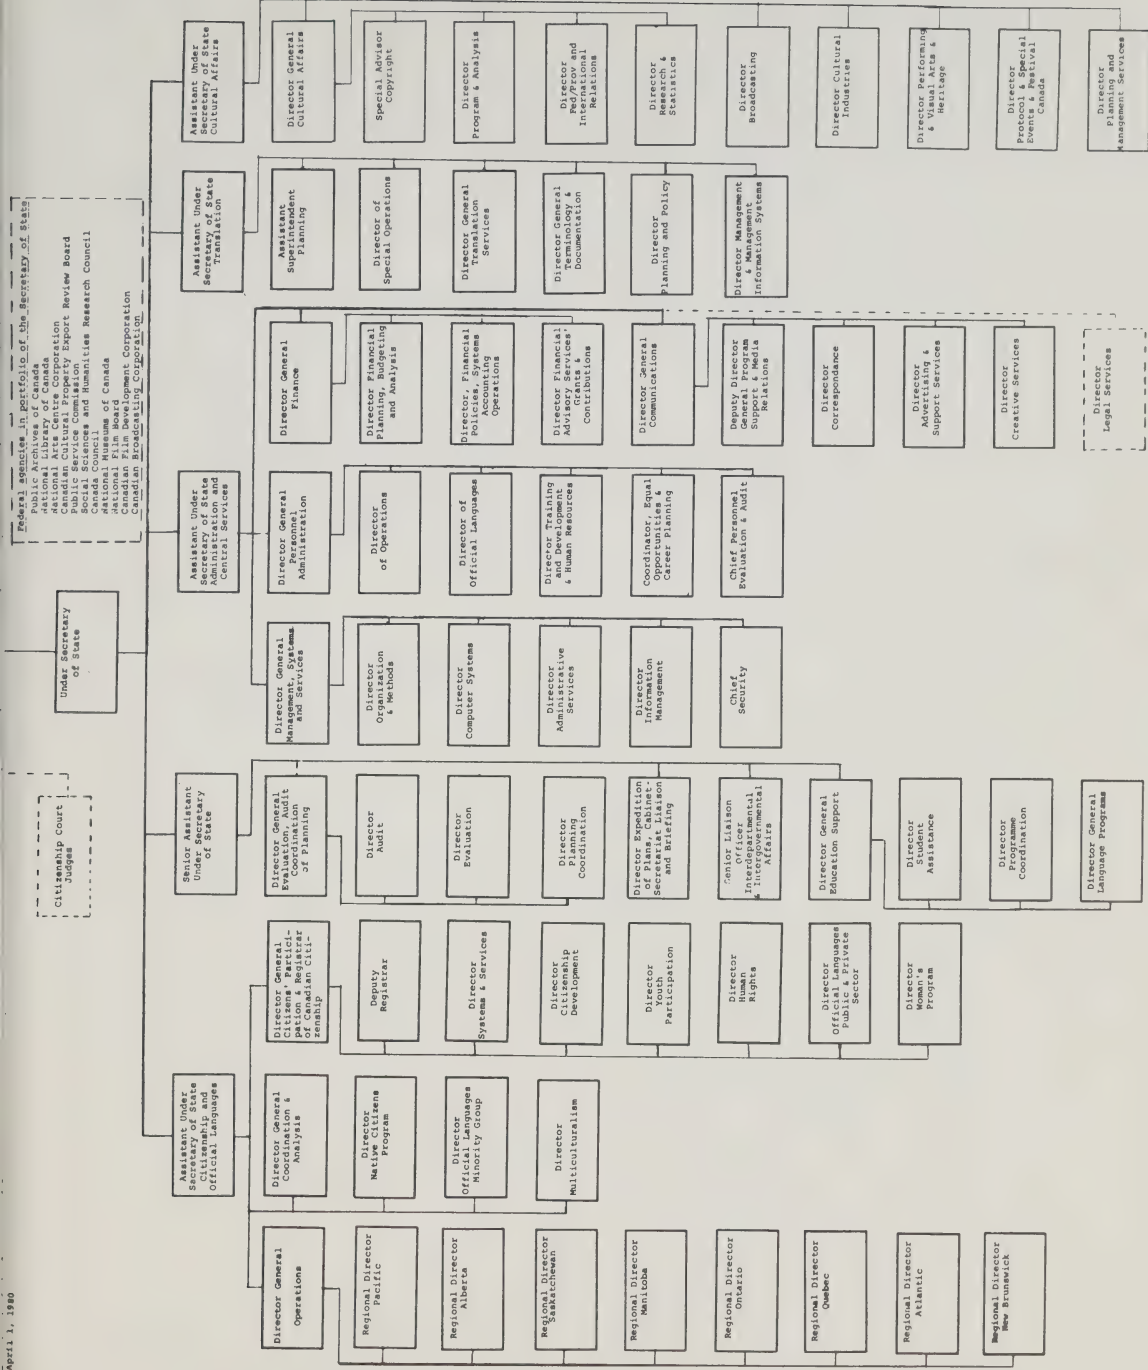 April 1, 1980
Citizenship Court
Judges
Under Secretary
of State
Federal agencies in portfolio of the Secretary of State
Public Archives of Canada
National Library of Canada
National Arts Centre Corporation
Canadian Cultural Property Export Review Board
Public Service Commission
Social Sciences and Humanities Research Council
Canada Council
National Museums of Canada
National Film Board
Canadian Film Development Corporation
Canadian Broadcasting Corporation
Assistant Under
Sacretary of State
Citizenship and
Official Languages
Senior Assistant
Under Secretary
of State
Assistant Under
Secretary of State
Administration and
Central Services
Assistant Under
Secretary of State
Translation
Assistant Under
Secretary of State
Cultural Affairs
Director General
Operations
Regional Director
Pacific
Regional Director
Alberta
Regional Director
Saskatchewan
Regional Director
Manitoba
Regional Director
Ontario
Regional Director
Quebec
Regional Director
Atlantic
Regional Director
New Brunswick
Director General
Coordination &
Analysis
Director
Native Citizens
Program
Director
Official Languages
Minority Group
Director
Multiculturalism
Director General
Citizens' Partici-
pation & Registrar
of Canadian Citi-
zenship
Deputy
Registrar
Director
Systems & Services
Director
Citizenship
Development
Director
Youth
Participation
Director
Human
Rights
Director
Official Languages
Public & Private
Sector
Director
Woman's
Program
Director General
Evaluation, Audit
Coordination
of Planning
Director
Audit
Director
Evaluation
Director
Planning
Coordination
Director Expedition
of Plans, Cabinet-
Secretariat Liaison
and Briefing
Senior Liaison
Officer
Interdepartmental
& Intergovernmental
Affairs
Director General
Education Support
Director
Student
Assistance
Director
Programme
Coordination
Director General
Language Programs
Director General
Management, Systems
and Services
Director
Organization
& Methods
Director
Computer Systems
Director
Administrative
Services
Director
Information
Management
Chief
Security
Director General
Personnel
Administration
Director
of Operations
Director of
Official Languages
Director Training
and Development
& Human Resources
Coordinator, Equal
Opportunities &
Career Planning
Chief Personnel
Evaluation & Audit
Director General
Finance
Director Financial
Planning, Budgeting
and Analysis
Director, Financial
Policies, Systems
Accounting
Operations
Director Financial
Advisory Services'
Grants &
Contributions
Director General
Communications
Deputy Director
General Program
Support & Media
Relations
Director
Correspondance
Director
Advertising &
Support Services
Director
Creative Services
Director
Legal Services
Assistant
Superintendent
Planning
Director of
Special Operations
Director General
Translation
Services
Director General
Terminology &
Documentation
Director
Planning and Policy
Director Management
& Management
Information Systems
Director General
Cultural Affairs
Special Advisor
Copyright
Director
Program & Analysis
Director
Fed/Prov and
International
Relations
Director
Research &
Statistics
Director
Broadcasting
Director Cultural
Industries
Director Performing
& Visual Arts &
Heritage
Director
Protocol & Special
Events & Festival
Canada
Director
Planning and
Management Services